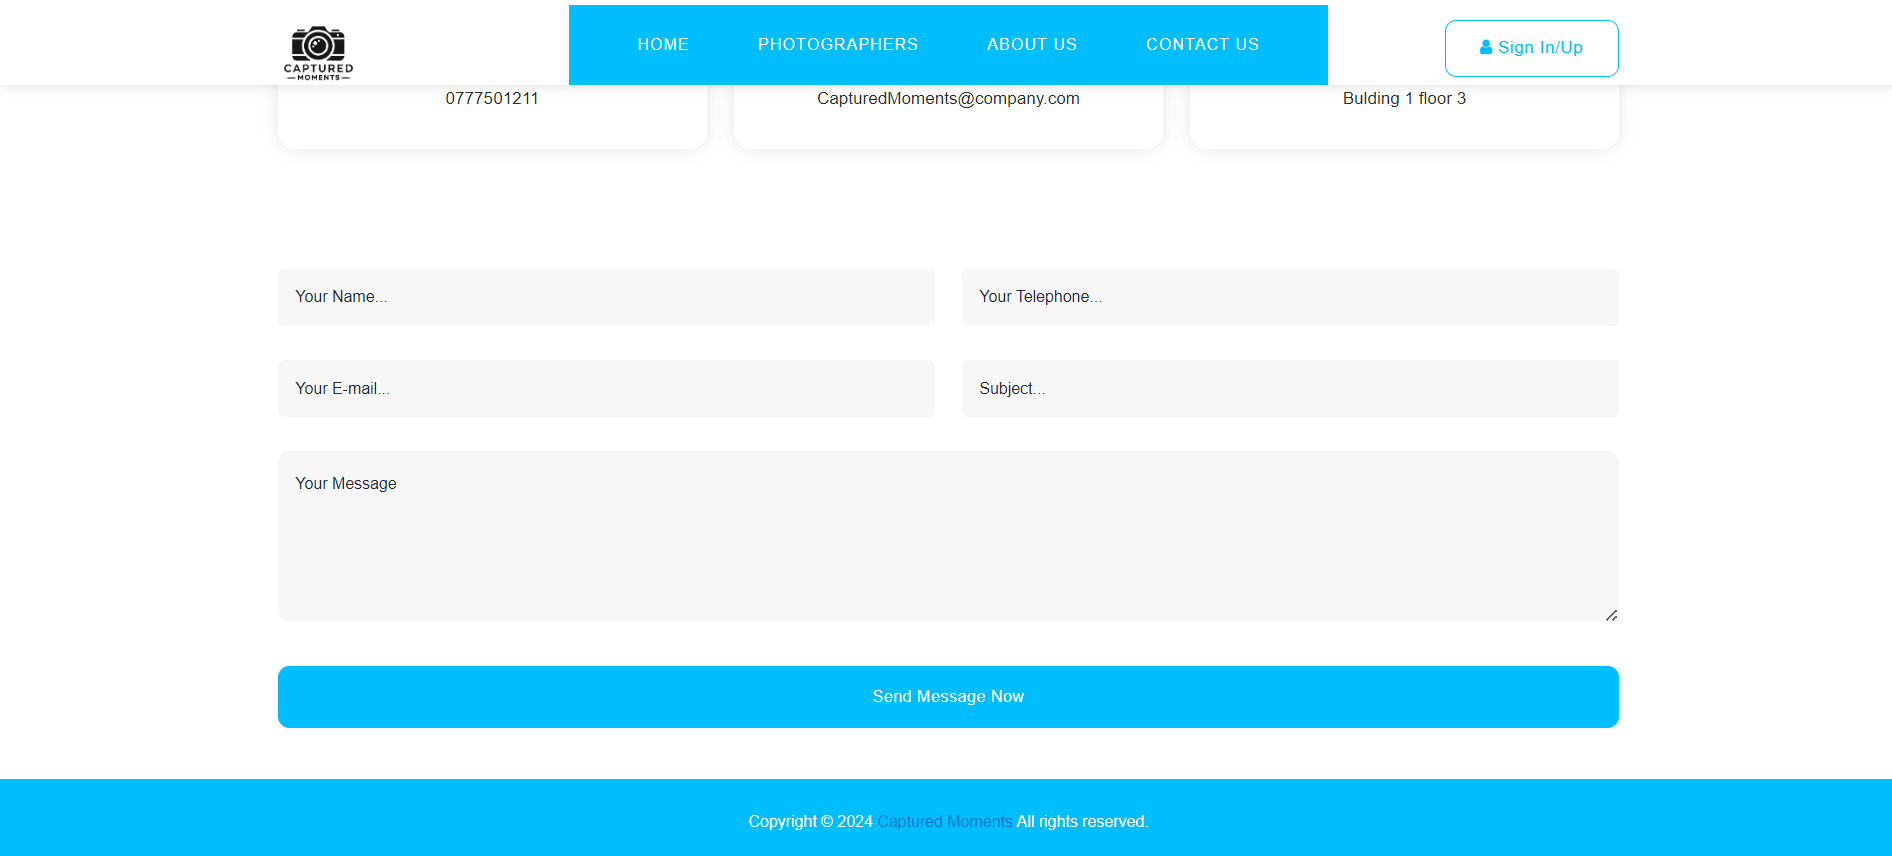 CAPTURED
MOMENTS
HOME PHOTOGRAPHERS ABOUT US CONTACT US
Sign In/Up
0777501211
CapturedMoments@company.com
Bulding 1 floor 3
Your Name...
Your Telephone...
Your E-mail...
Subject...
Your Message
Send Message Now
Copyright © 2024 Captured Moments All rights reserved.